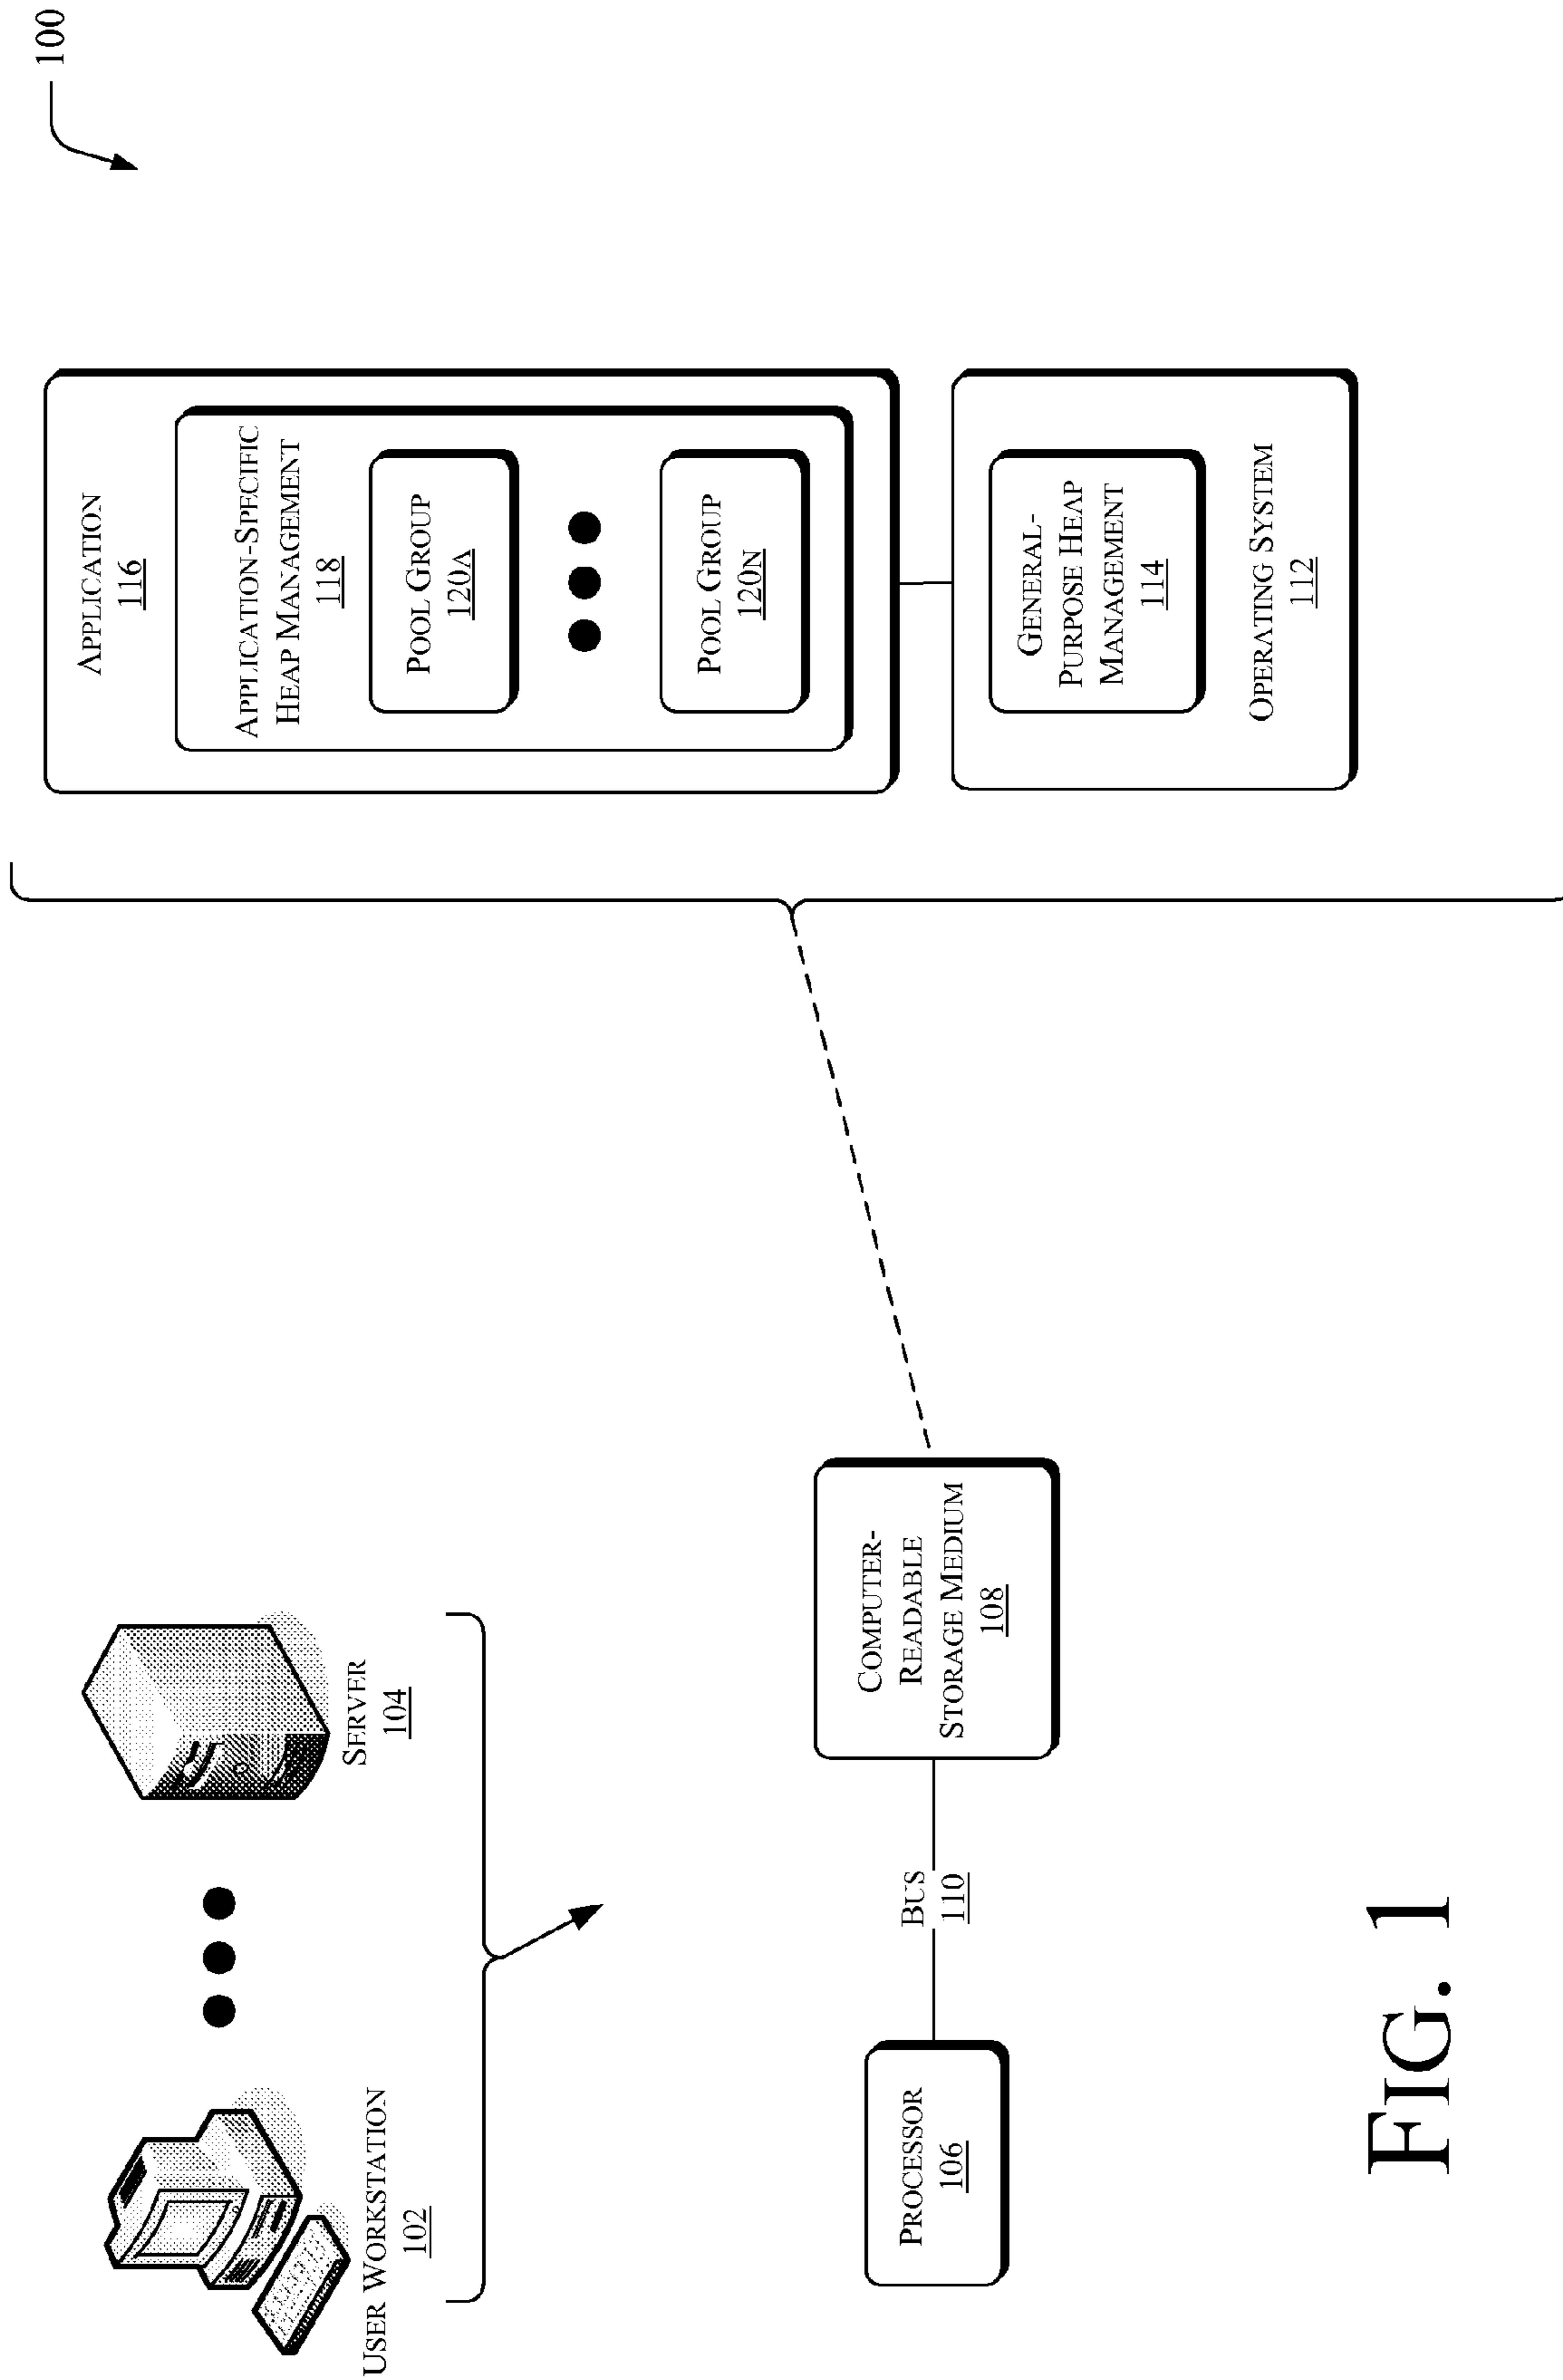 100
USER WORKSTATION
102
SERVER
104
PROCESSOR
106
BUS
110
COMPUTER-
READABLE
STORAGE MEDIUM
108
APPLICATION
116
APPLICATION-SPECIFIC
HEAP MANAGEMENT
118
POOL GROUP
120A
POOL GROUP
120N
GENERAL-
PURPOSE HEAP
MANAGEMENT
114
OPERATING SYSTEM
112
FIG. 1